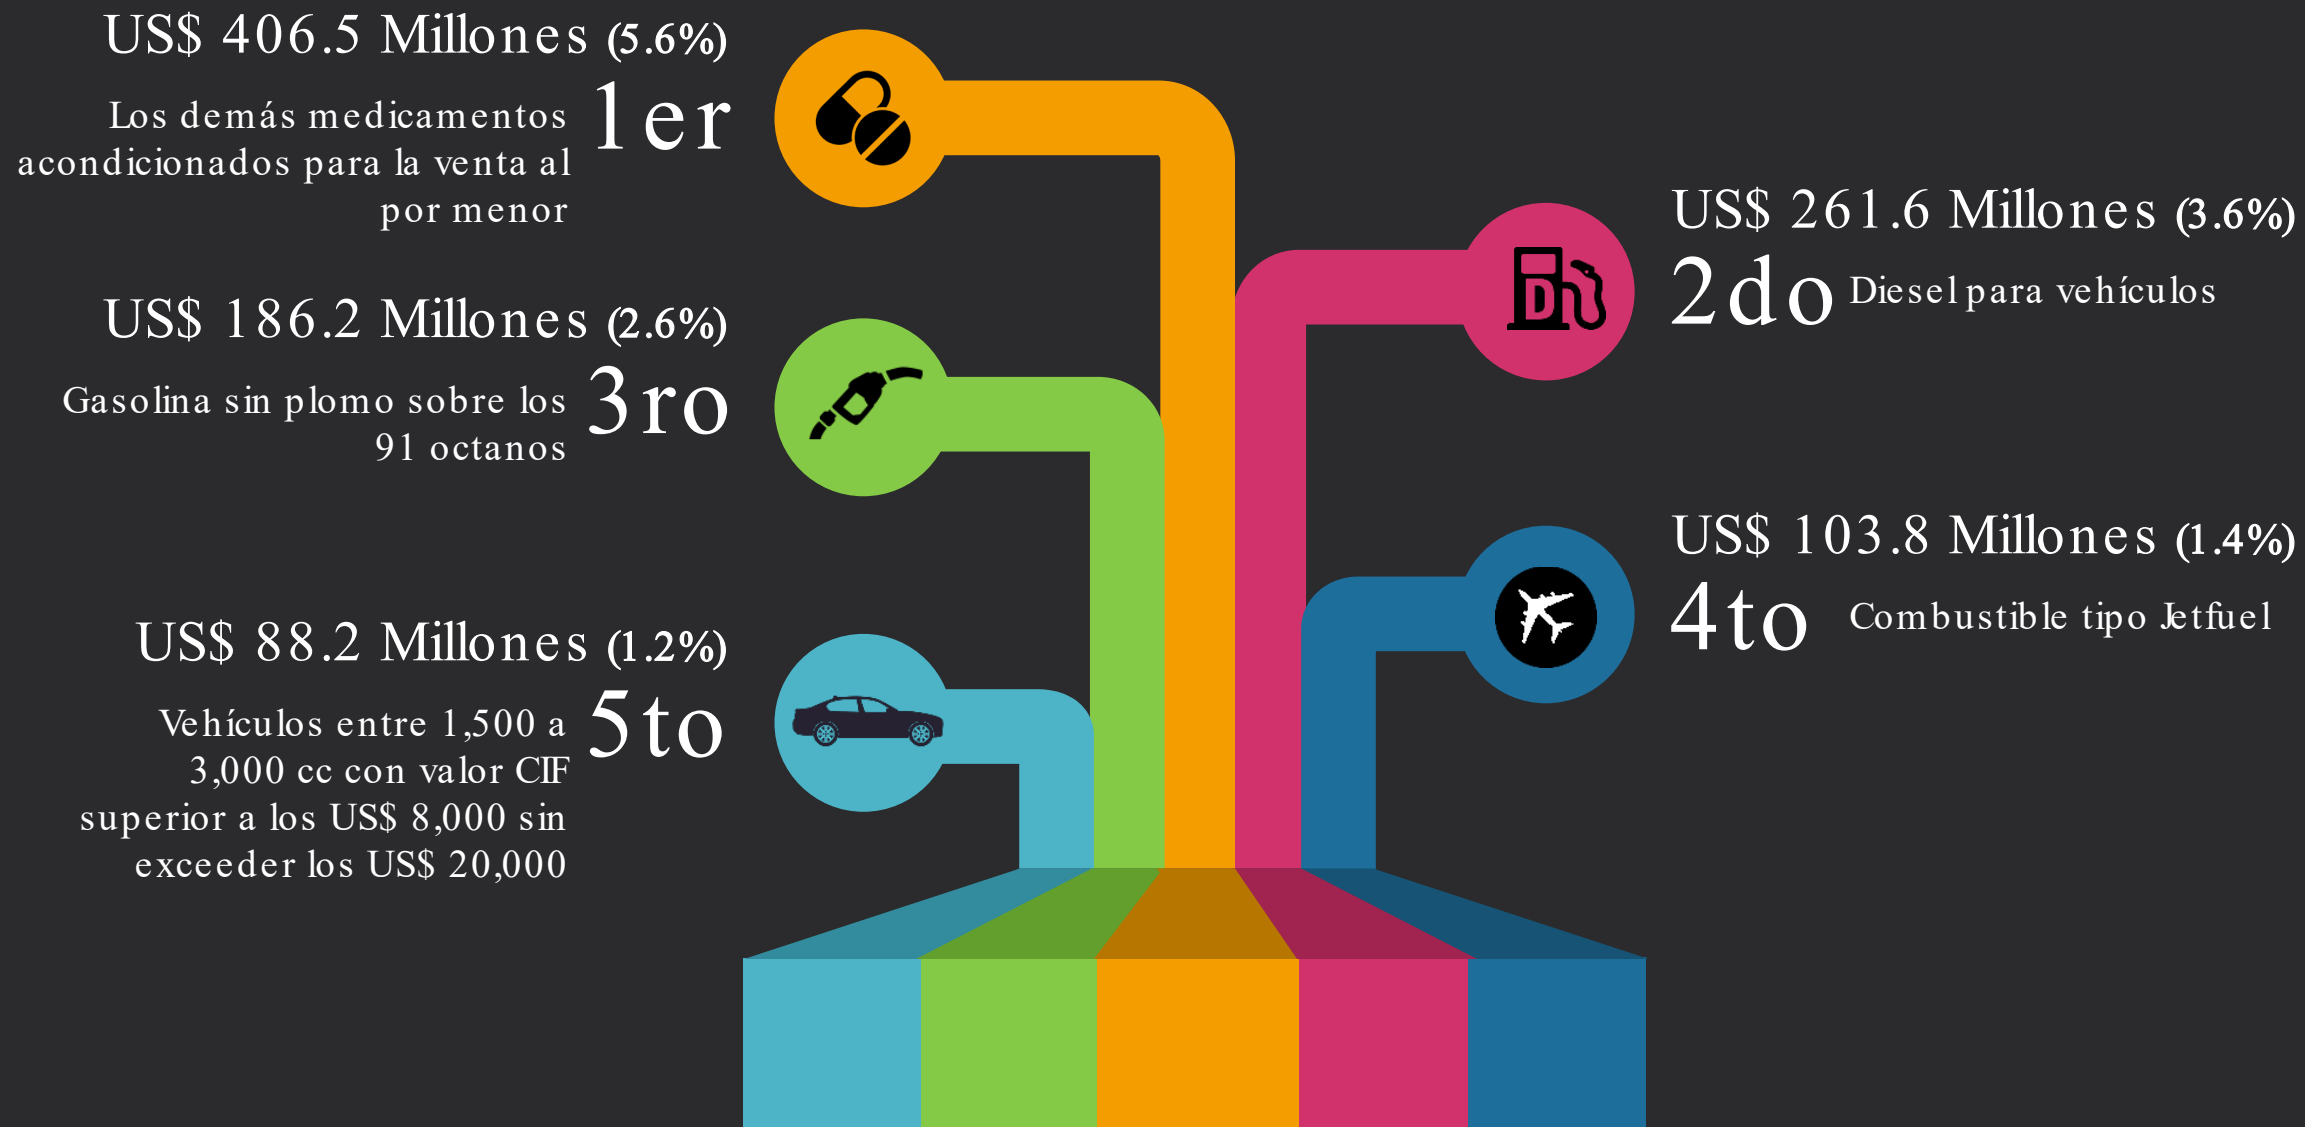 US$ 406.5 Millones (5.6%)
1er
Los demás medicamentos
acondicionados para la venta al
por menor
US$ 261.6 Millones (3.6%)
2do
Diesel para vehículos
D
US$ 186.2 Millones (2.6%)
3ro
Gasolina sin plomo sobre los
91 octanos
US$ 103.8 Millones (1.4%)
4to
Combustible tipo Jetfuel
US$ 88.2 Millones (1.2%)
5to
Vehículos entre 1,500 a
3,000 cc con valor CIF
superior a los US$ 8,000 sin
exceeder los US$ 20,000